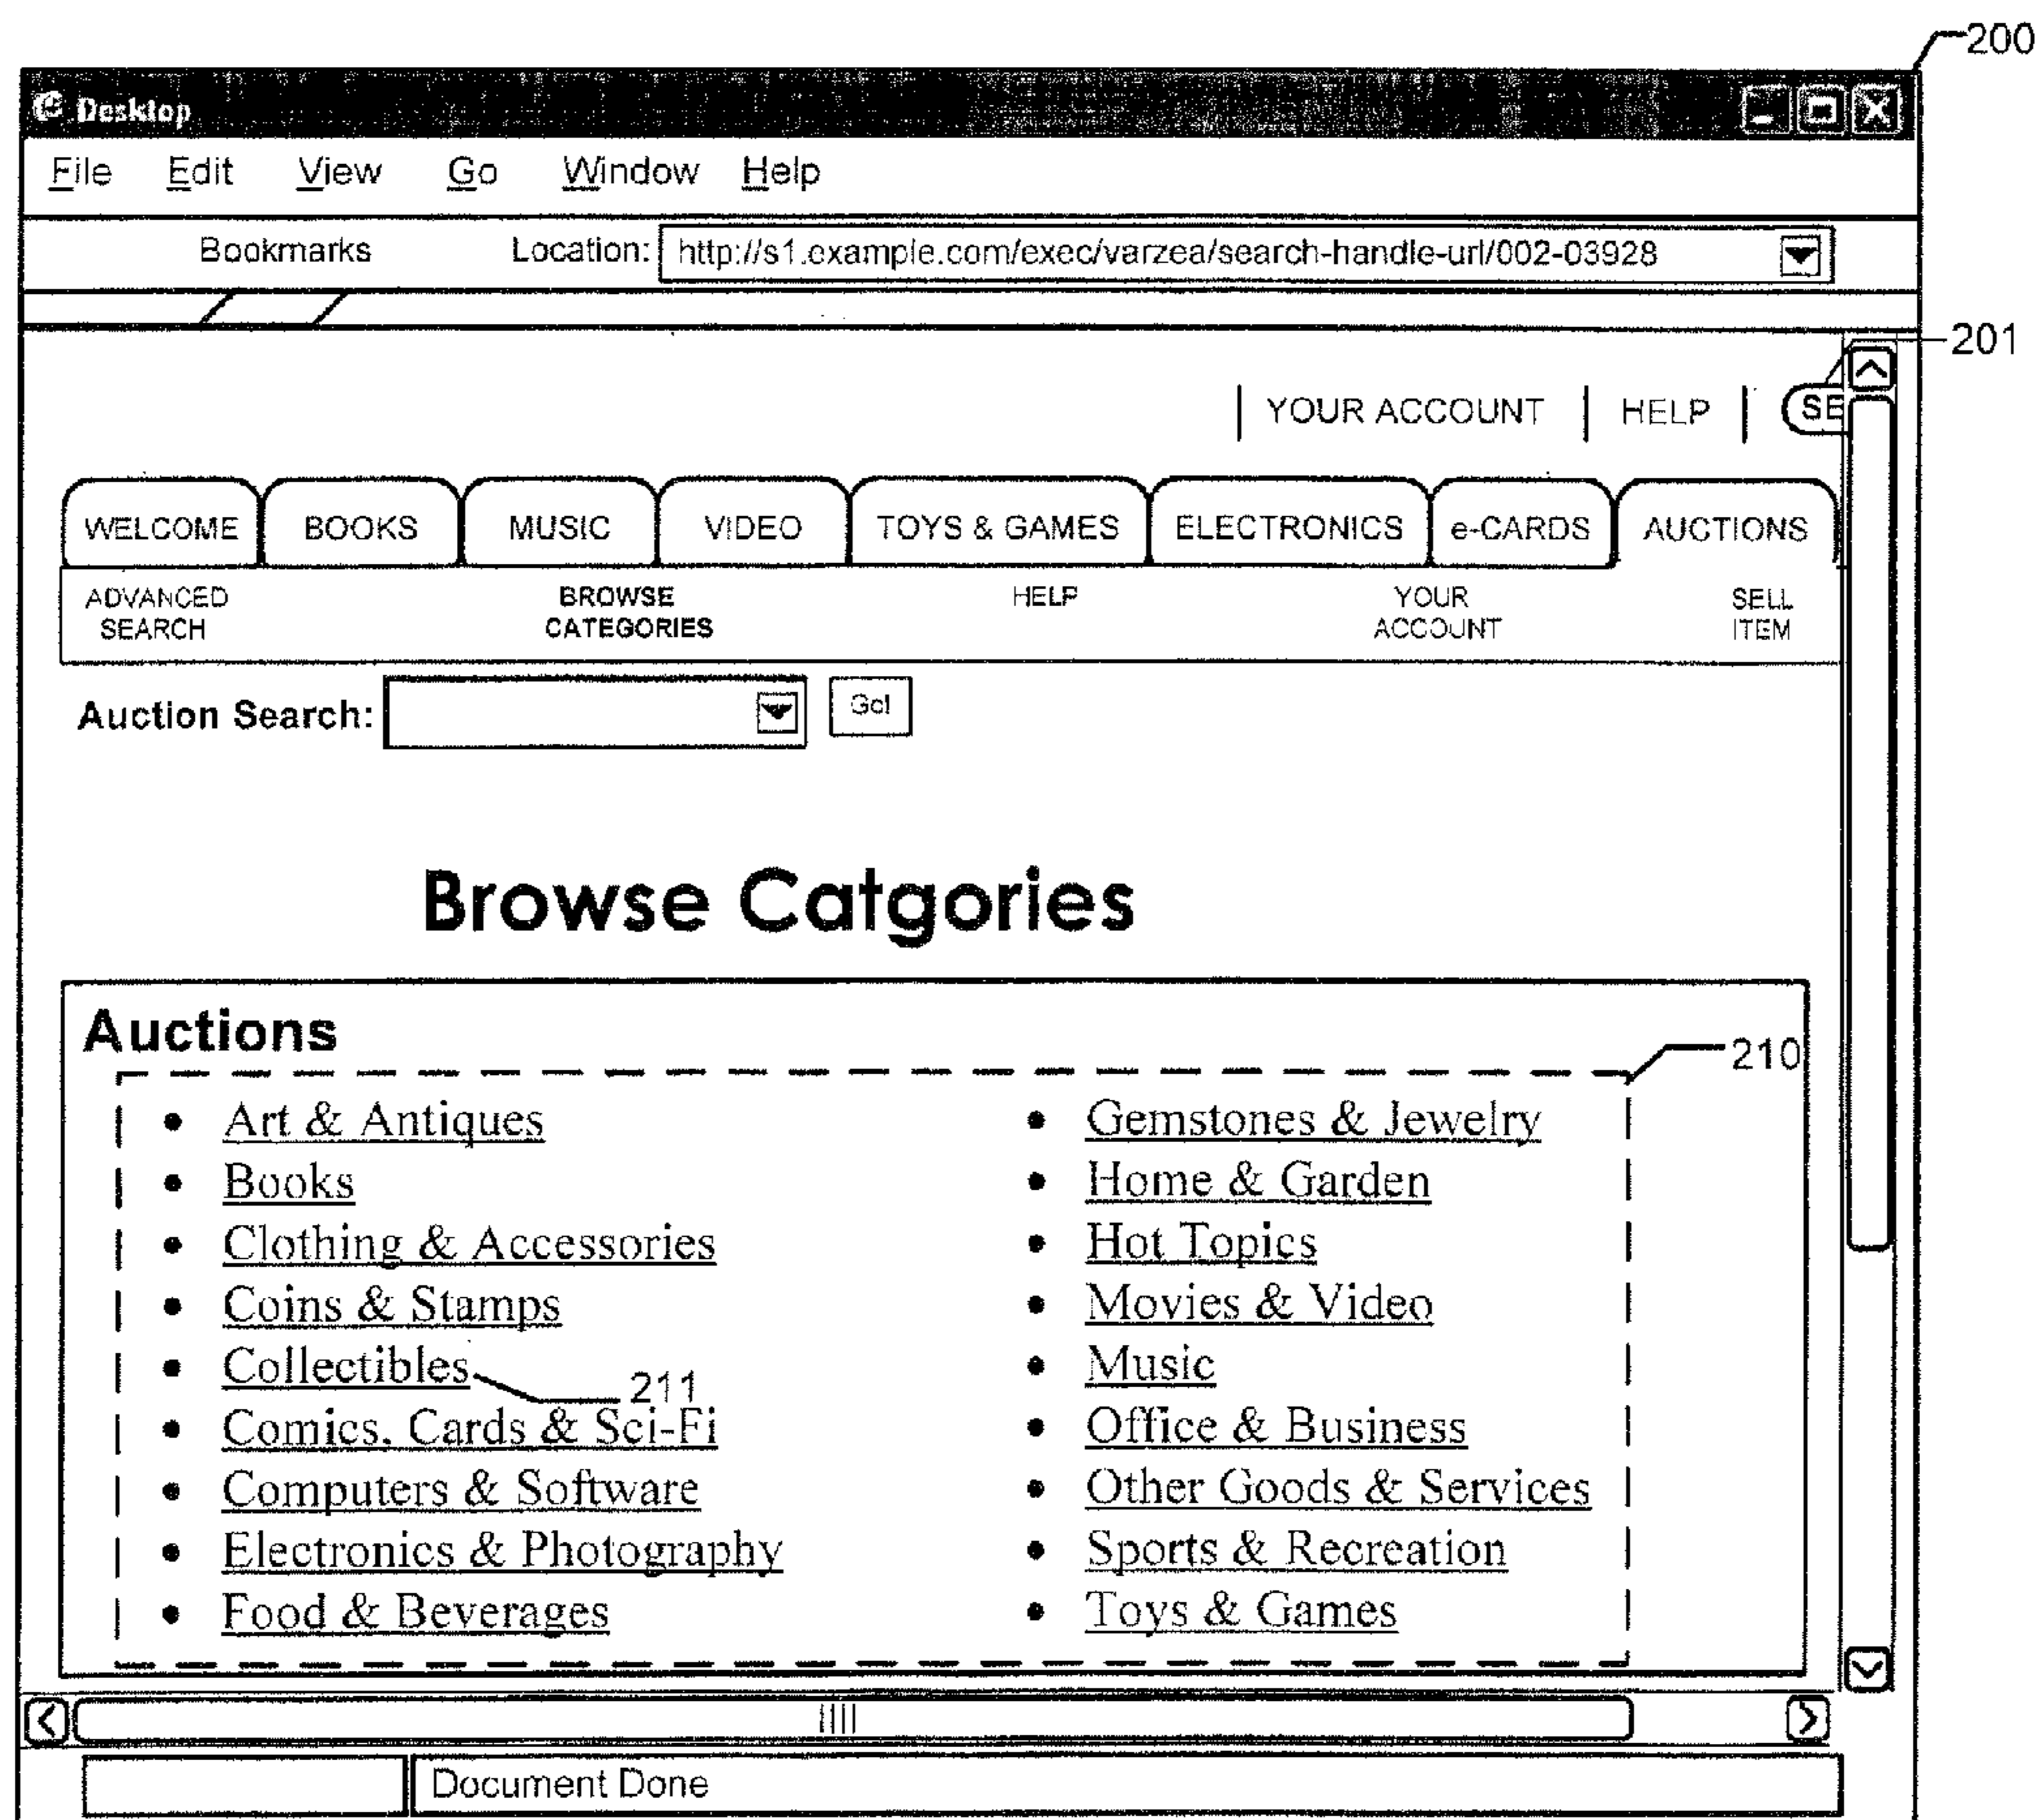 200
Desktop
File Edit View Go Window Help
Bookmarks Location: http://s1.example.com/exec/varzea/search-handle-url/002-03928
201
YOUR ACCOUNT HELP SE
WELCOME BOOKS MUSIC VIDEO TOYS & GAMES ELECTRONICS e-CARDS AUCTIONS
ADVANCED BROWSE HELP YOUR SELL
SEARCH CATEGORIES ACCOUNT ITEM
Auction Search: Go!
Browse Catgories
Auctions
210
• Art & Antiques • Gemstones & Jewelry
• Books • Home & Garden
• Clothing & Accessories • Hot Topics
• Coins & Stamps • Movies & Video
• Collectibles 211 • Music
• Comics, Cards & Sci-Fi • Office & Business
• Computers & Software • Other Goods & Services
• Electronics & Photography • Sports & Recreation
• Food & Beverages • Toys & Games
Document Done